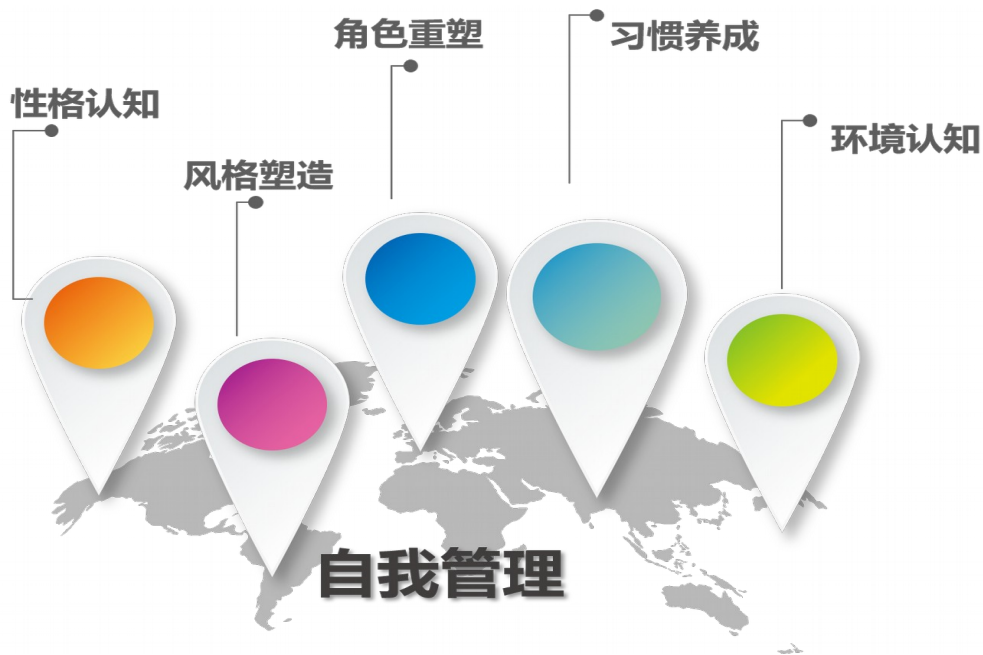 角色重塑
习惯养成
性格认知
环境认知
风格塑造
自我管理